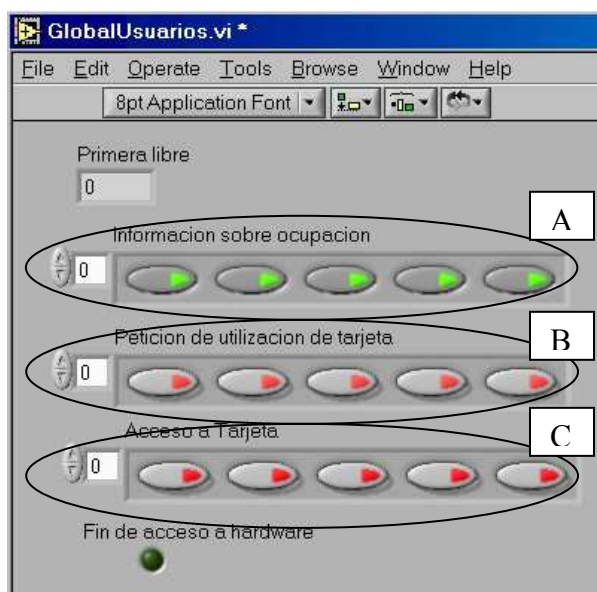 GlobalUsuarios.vi *
File Edit Operate Tools Browse Window Help
8pt Application Font
Primera libre
0
A
Informacion sobre ocupacion
0
B
Peticion de utilizacion de tarjeta
0
C
Acceso a Tarjeta
0
Fin de acceso a hardware